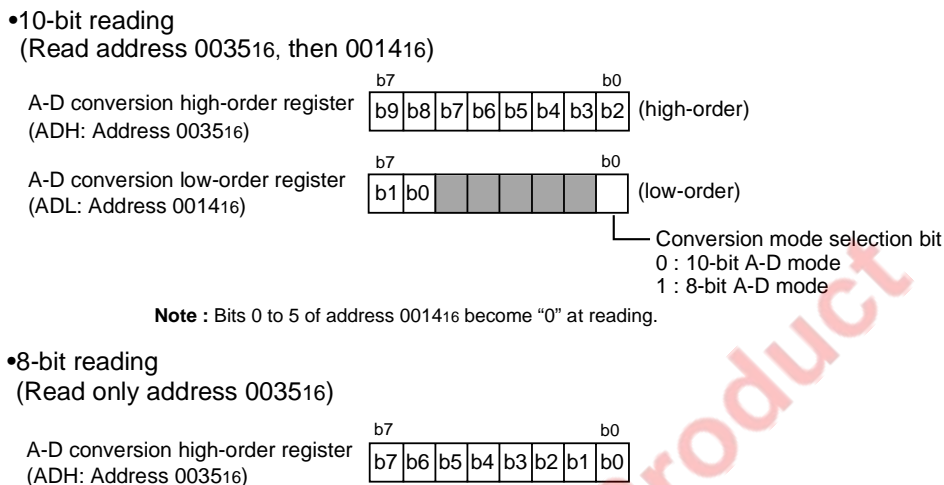 •10-bit reading
(Read address 003516, then 001416)
b7 b0
A-D conversion high-order register
(ADH: Address 003516)
b9 b8 b7 b6 b5 b4 b3 b2 (high-order)
b7 b0
A-D conversion low-order register
(ADL: Address 001416)
b1 b0 (low-order)
Conversion mode selection bit
0 : 10-bit A-D mode
1 : 8-bit A-D mode
Note : Bits 0 to 5 of address 001416 become “0” at reading.
•8-bit reading
(Read only address 003516)
b7 b0
A-D conversion high-order register
(ADH: Address 003516)
b7 b6 b5 b4 b3 b2 b1 b0